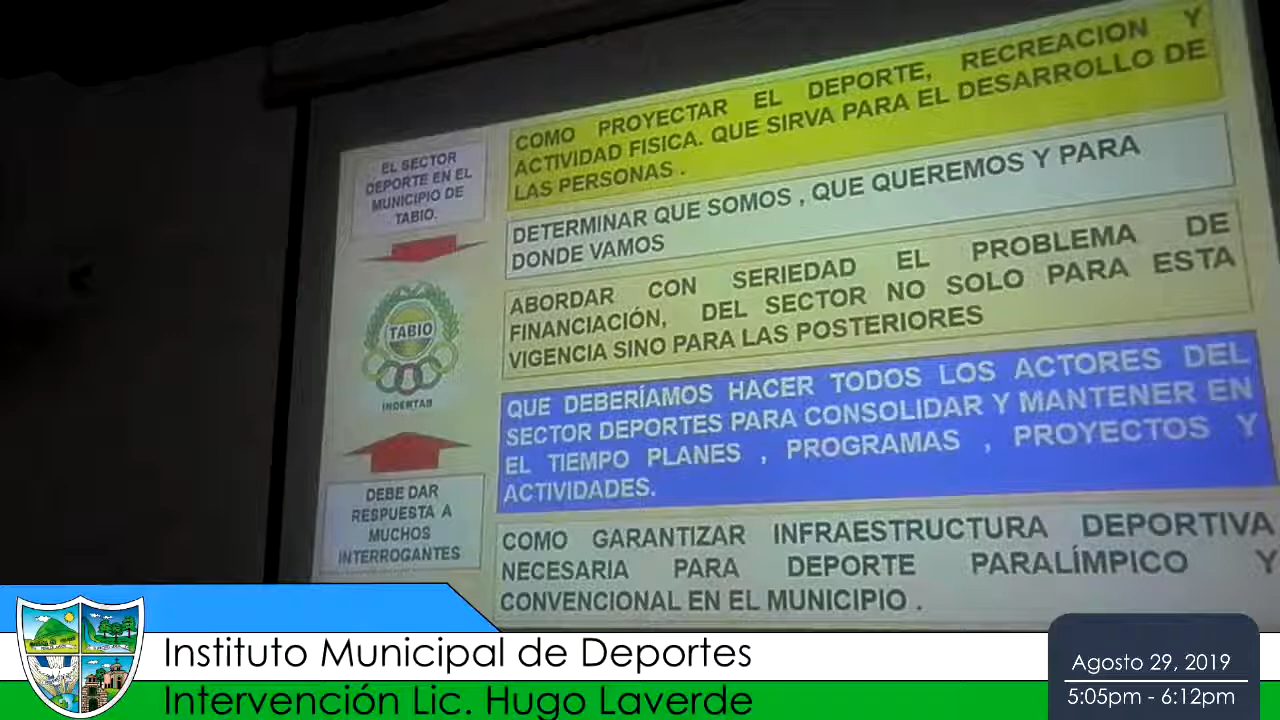 EL SECTOR
DEPORTE EN EL
MUNICIPIO DE
TABIO.
TABIO
INDERTAB
DEBE DAR
RESPUESTA A
MUCHOS
INTERROGANTES
COMO PROYECTAR EL DEPORTE, RECREACION Y
ACTIVIDAD FISICA. QUE SIRVA PARA EL DESARROLLO DE
LAS PERSONAS .
DETERMINAR QUE SOMOS , QUE QUEREMOS Y PARA
DONDE VAMOS
ABORDAR CON SERIEDAD EL PROBLEMA DE
FINANCIACIÓN, DEL SECTOR NO SOLO PARA ESTA
VIGENCIA SINO PARA LAS POSTERIORES
QUE DEBERÍAMOS HACER TODOS LOS ACTORES DEL
SECTOR DEPORTES PARA CONSOLIDAR Y MANTENER EN
EL TIEMPO PLANES , PROGRAMAS , PROYECTOS Y
ACTIVIDADES.
COMO GARANTIZAR INFRAESTRUCTURA DEPORTIVA
NECESARIA PARA DEPORTE PARALÍMPICO Y
CONVENCIONAL EN EL MUNICIPIO .
Instituto Municipal de Deportes
Intervención Lic. Hugo Laverde
Agosto 29, 2019
5:05pm - 6:12pm